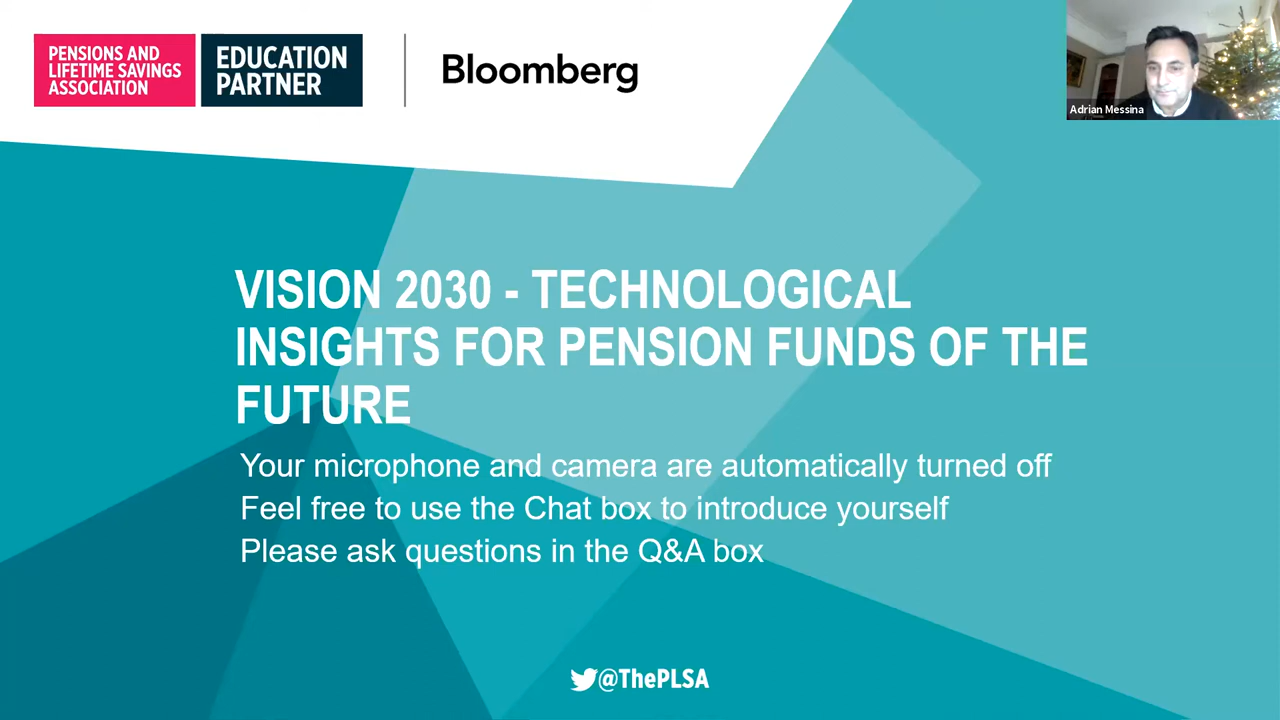 PENSIONS AND
LIFETIME SAVINGS
ASSOCIATION
EDUCATION
PARTNER
Bloomberg
Adrian Messina
VISION 2030 - TECHNOLOGICAL
INSIGHTS FOR PENSION FUNDS OF THE
FUTURE
Your microphone and camera are automatically turned off
Feel free to use the Chat box to introduce yourself
Please ask questions in the Q&A box
@ThePLSA